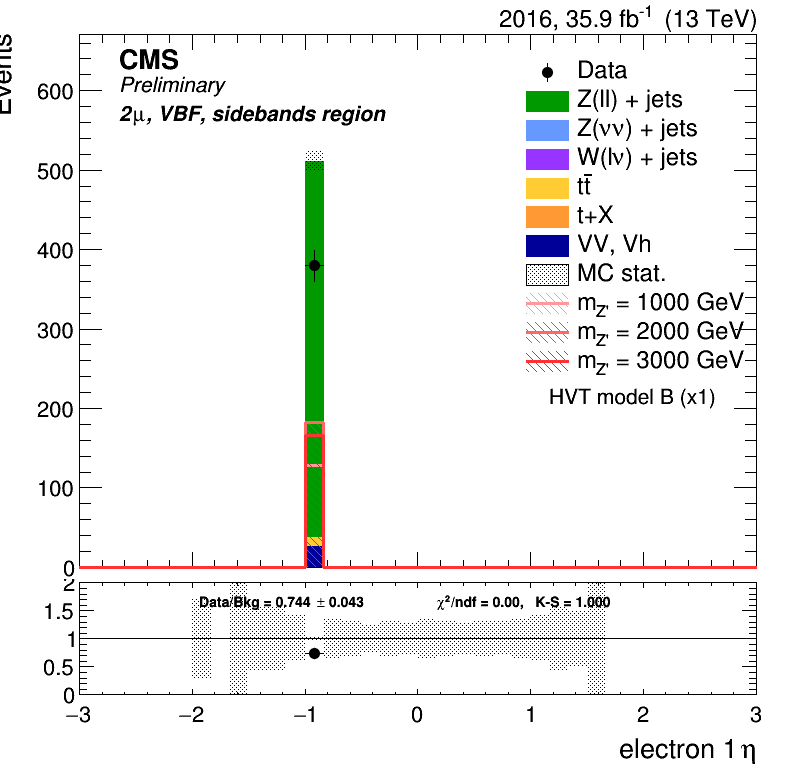 2016, 35.9 fb⁻¹ (13 TeV)
Events
CMS
Preliminary
2μ, VBF, sidebands region
Data
Z(ll) + jets
Z(νν) + jets
W(lν) + jets
tt̄
t+X
VV, Vh
MC stat.
m_Z' = 1000 GeV
m_Z' = 2000 GeV
m_Z' = 3000 GeV
HVT model B (x1)
600
500
400
300
200
100
0
2
1.5
1
0.5
0
Data/Bkg = 0.744 ± 0.043
χ²/ndf = 0.00, K-S = 1.000
−3 −2 −1 0 1 2 3
electron 1 η